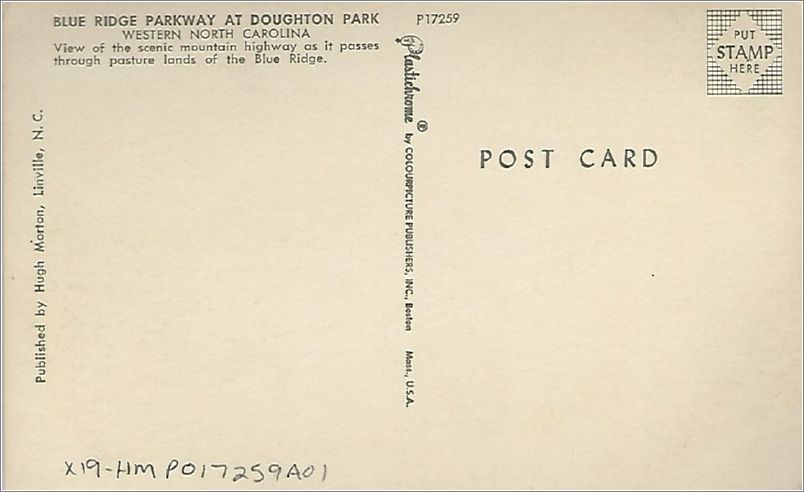 BLUE RIDGE PARKWAY AT DOUGHTON PARK
WESTERN NORTH CAROLINA
View of the scenic mountain highway as it passes
through pasture lands of the Blue Ridge.
P17259
PUT
STAMP
HERE
Plastichrome ® by COLOURPICTURE PUBLISHERS, INC., Boston Mass., U.S.A.
POST CARD
Published by Hugh Morton, Linville, N. C.
X19-HM P017259A01